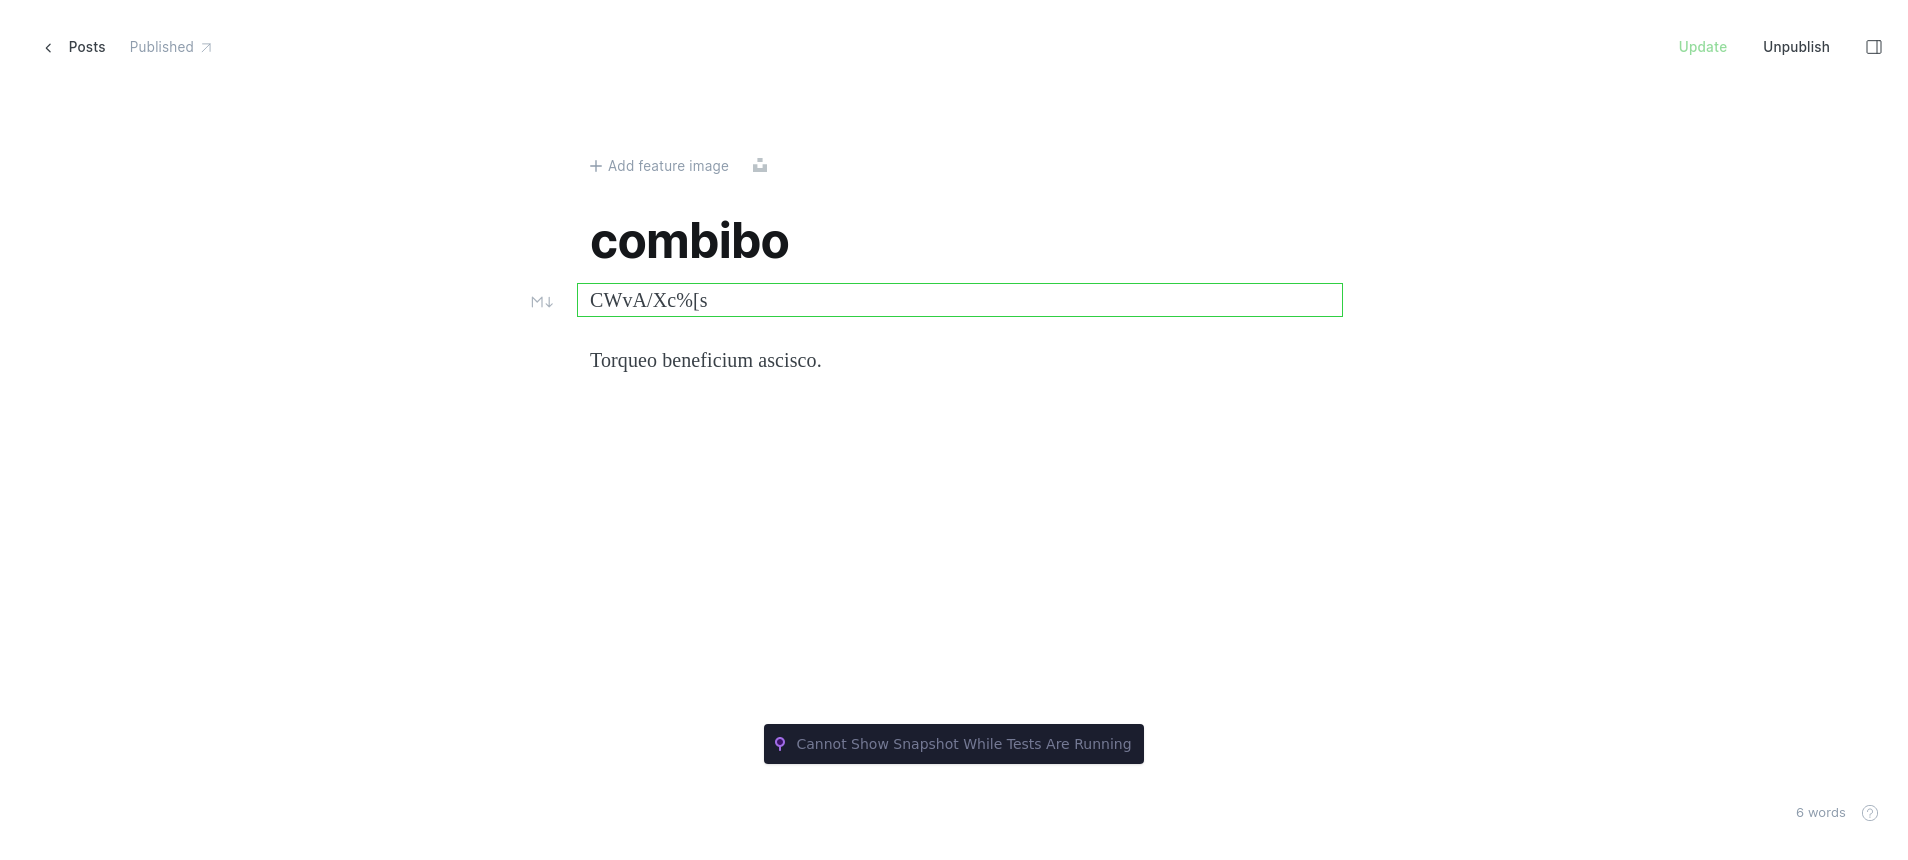 Posts
Published
Update
Unpublish
Add feature image
combibo
M
CWvA/Xc%[s
Torqueo beneficium ascisco.
Cannot Show Snapshot While Tests Are Running
6 words
?